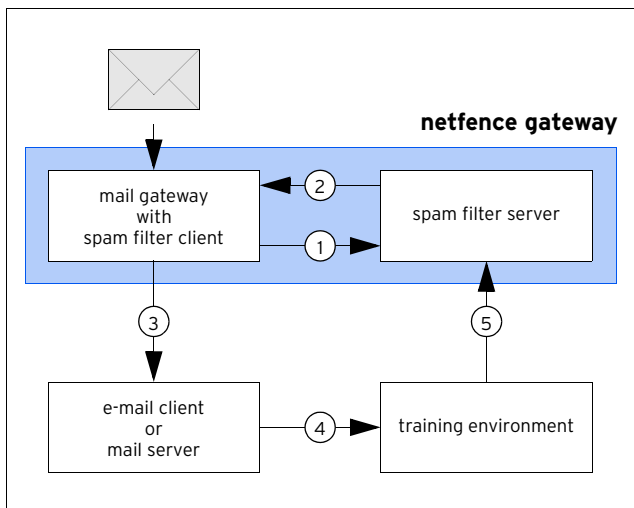 netfence gateway
mail gateway
with
spam filter client
2
spam filter server
1
3
5
e-mail client
or
mail server
4
training environment